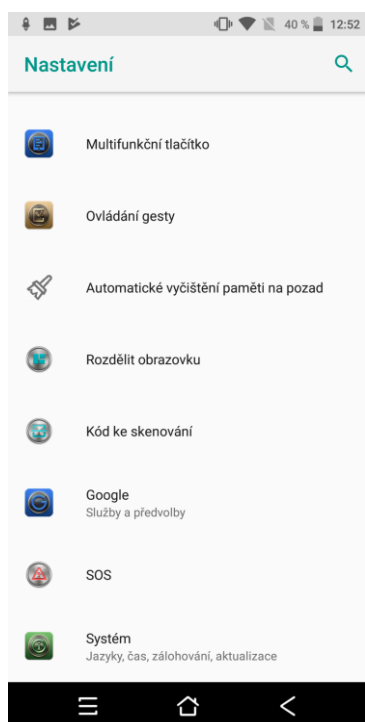 40 % 12:52
Nastavení
Multifunkční tlačítko
Ovládání gesty
Automatické vyčištění paměti na pozad
Rozdělit obrazovku
Kód ke skenování
Google
Služby a předvolby
SOS
Systém
Jazyky, čas, zálohování, aktualizace